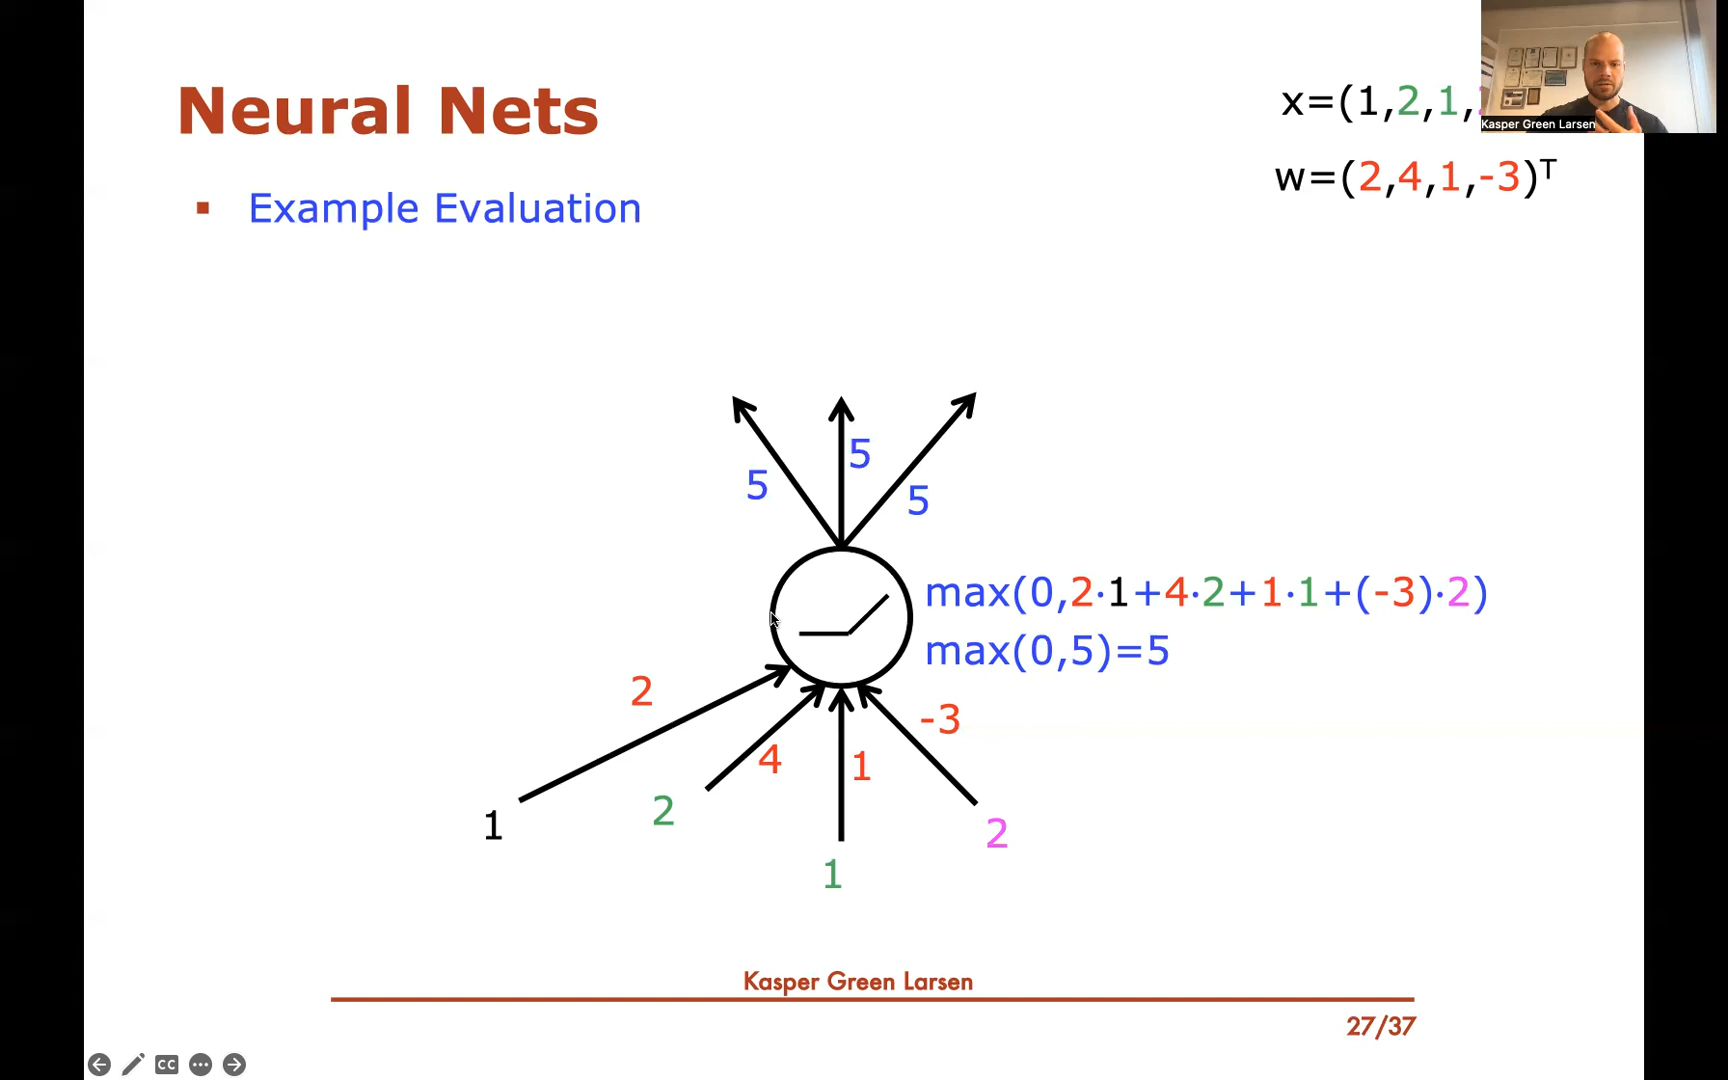 Neural Nets
x=(1,2,1,
Kasper Green Larsen
w=(2,4,1,-3)ᵀ
▪ Example Evaluation
5
5
5
max(0,2·1+4·2+1·1+(-3)·2)
max(0,5)=5
2
-3
4
1
1
2
2
1
Kasper Green Larsen
27/37
CC